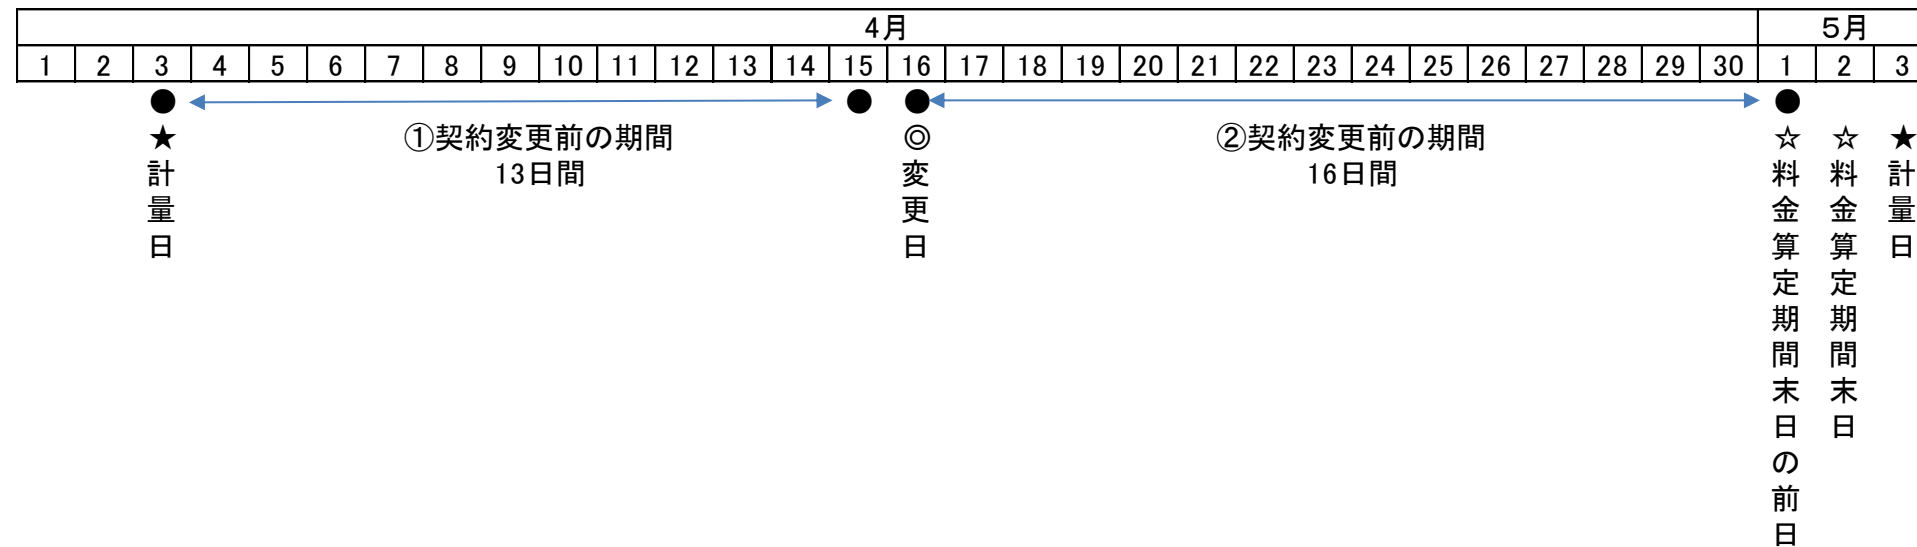 4月 5月
1 2 3 4 5 6 7 8 9 10 11 12 13 14 15 16 17 18 19 20 21 22 23 24 25 26 27 28 29 30 1 2 3
● ● ● ●
★計量日
①契約変更前の期間
13日間
◎変更日
②契約変更前の期間
16日間
☆料金算定期間末日の前日
☆料金算定期間末日
★計量日